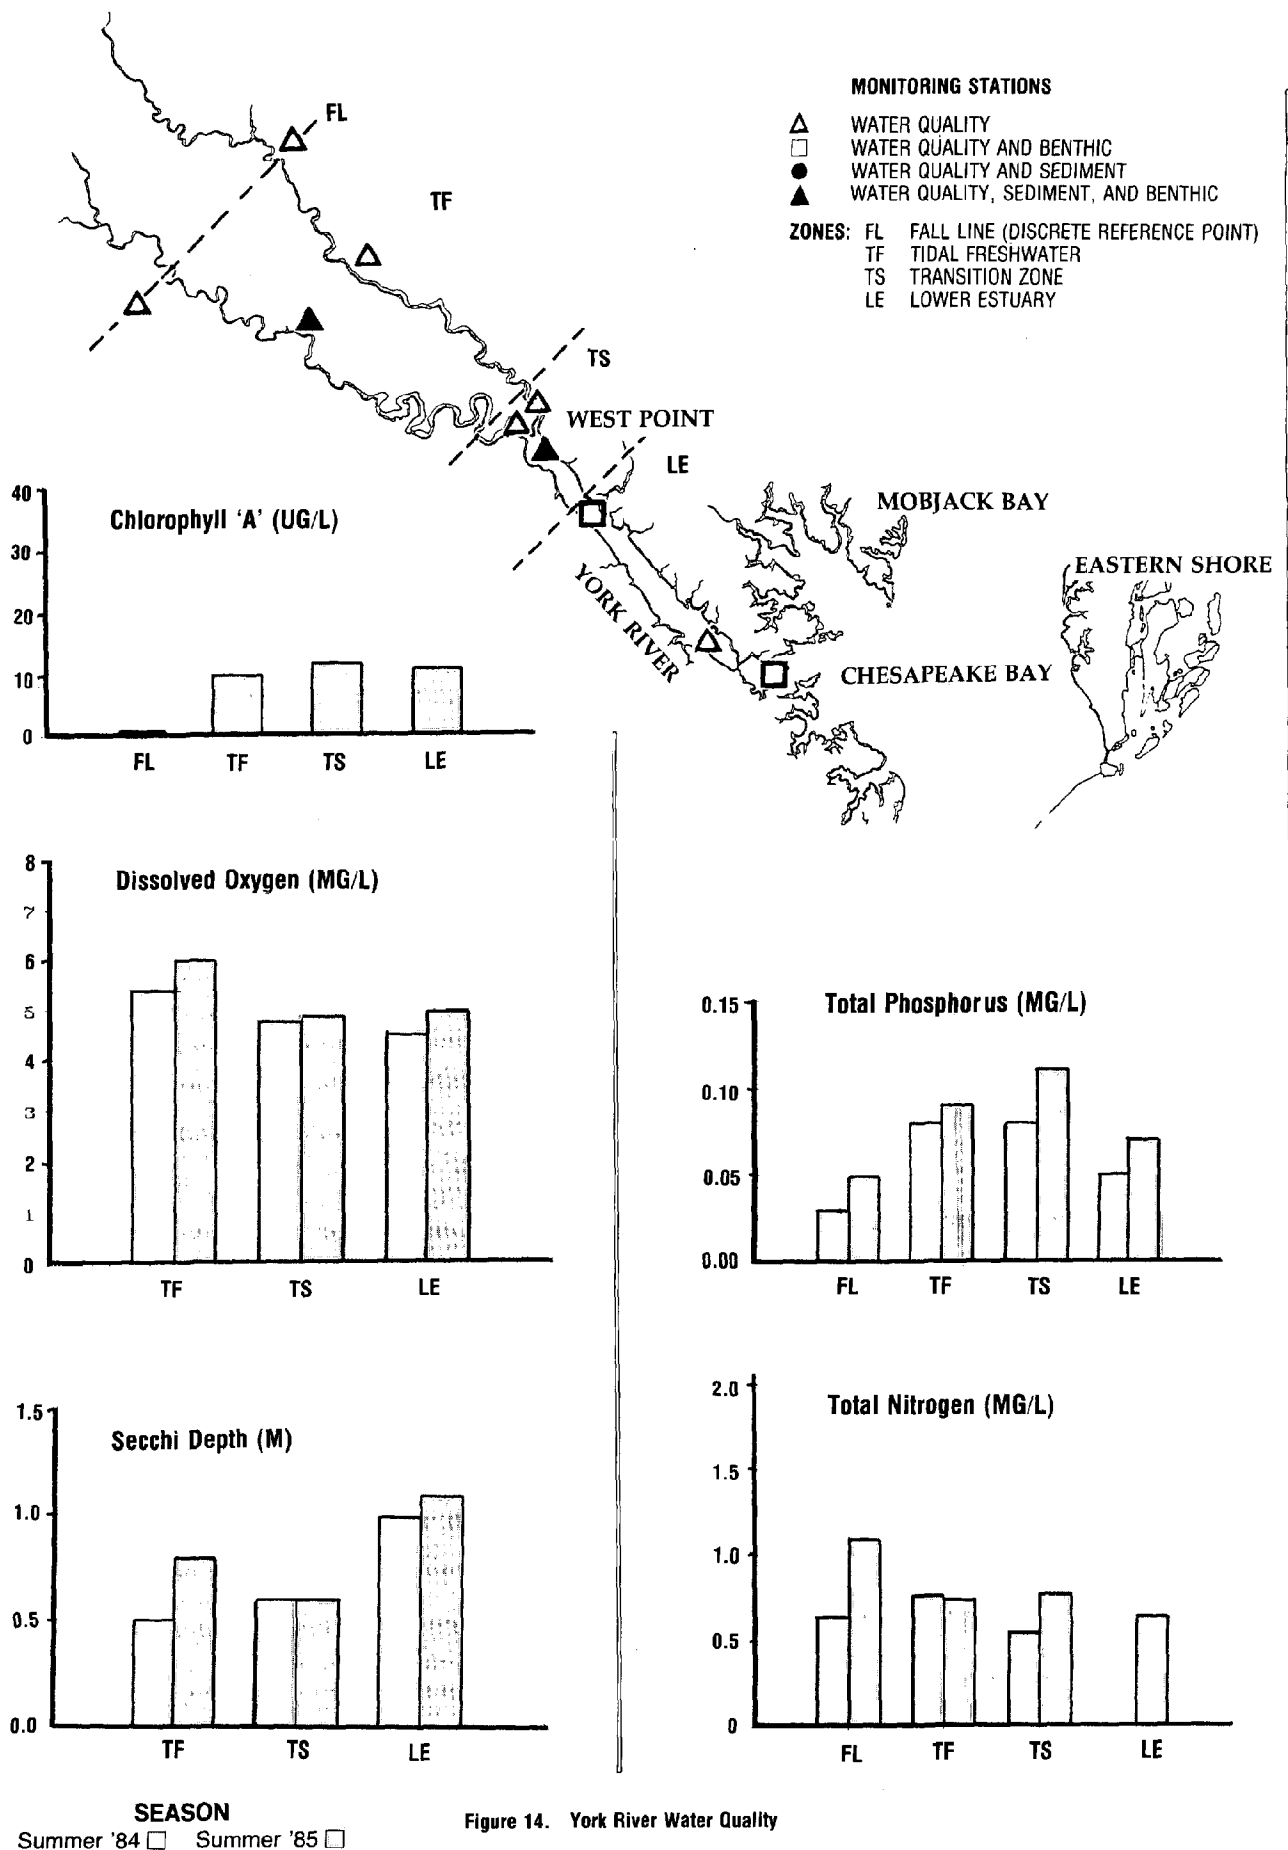 MONITORING STATIONS
WATER QUALITY
WATER QUALITY AND BENTHIC
WATER QUALITY AND SEDIMENT
WATER QUALITY, SEDIMENT, AND BENTHIC
ZONES: FL FALL LINE (DISCRETE REFERENCE POINT)
TF TIDAL FRESHWATER
TS TRANSITION ZONE
LE LOWER ESTUARY
FL
TF
TS
WEST POINT
LE
MOBJACK BAY
EASTERN SHORE
YORK RIVER
CHESAPEAKE BAY
Chlorophyll 'A' (UG/L)
40
30
20
10
0
FL TF TS LE
Dissolved Oxygen (MG/L)
8
7
6
5
4
3
2
1
0
TF TS LE
Total Phosphorus (MG/L)
0.15
0.10
0.05
0.00
FL TF TS LE
Secchi Depth (M)
1.5
1.0
0.5
0.0
TF TS LE
Total Nitrogen (MG/L)
2.0
1.5
1.0
0.5
0
FL TF TS LE
SEASON
Summer '84 Summer '85
Figure 14. York River Water Quality